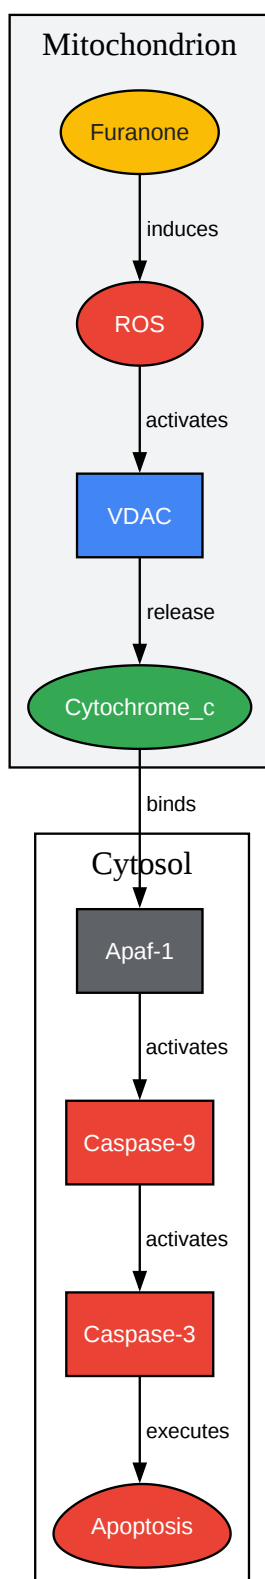 Mitochondrion
Furanone
induces
ROS
activates
VDAC
release
Cytochrome_c
binds
Cytosol
Apaf-1
activates
Caspase-9
activates
Caspase-3
executes
Apoptosis